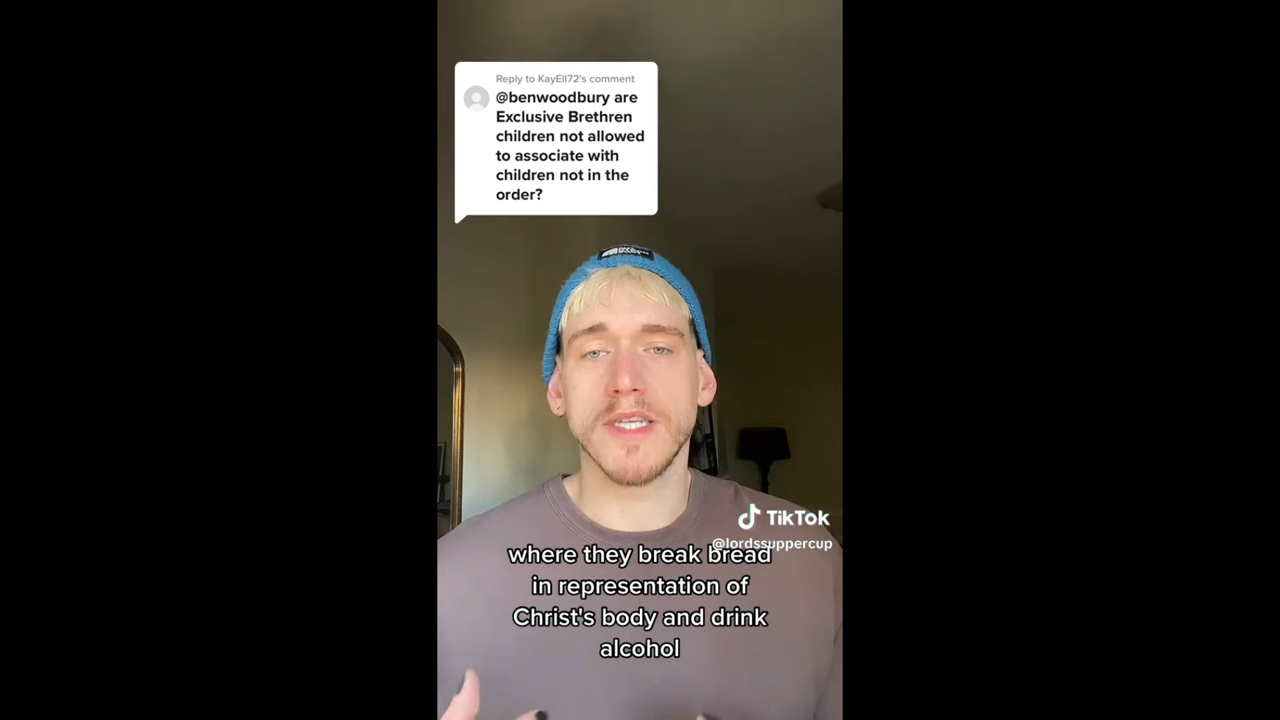 Reply to KayEll72's comment
@benwoodbury are
Exclusive Brethren
children not allowed
to associate with
children not in the
order?
TikTok
@lordssuppercup
where they break bread
in representation of
Christ's body and drink
alcohol